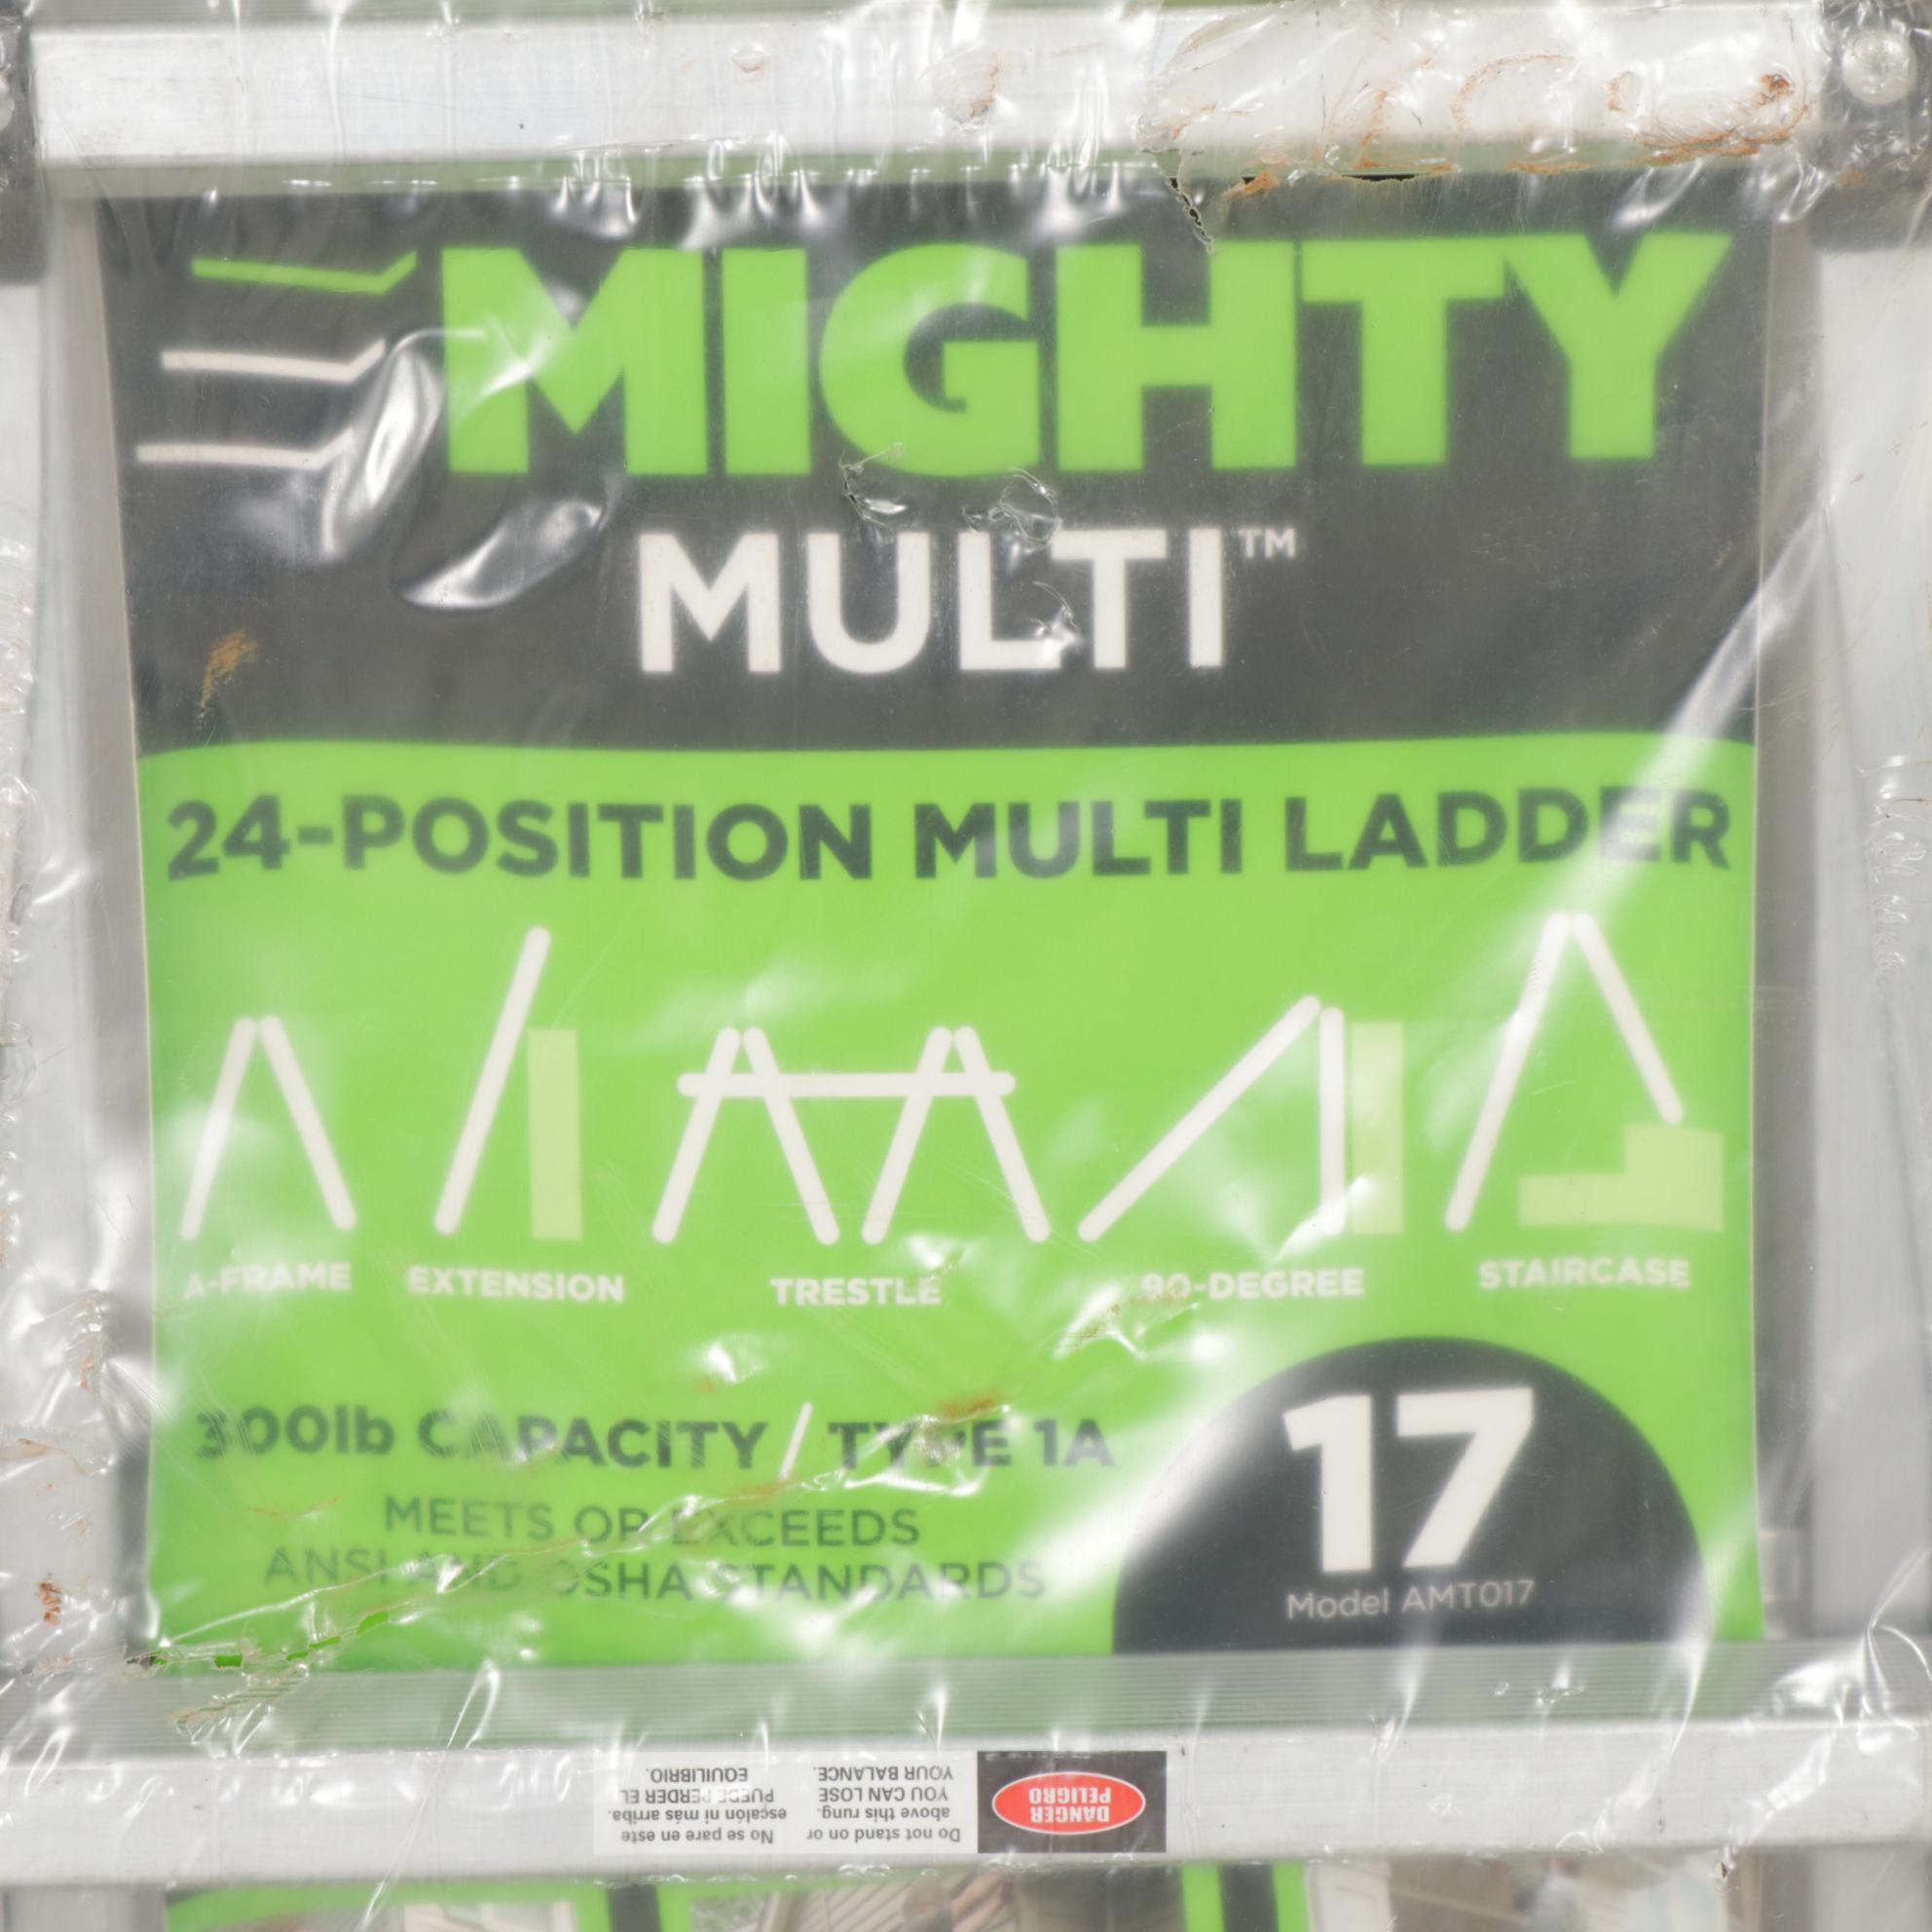 MIGHTY
MULTI™
24-POSITION MULTI LADDER
A-FRAME EXTENSION TRESTLE 90-DEGREE STAIRCASE
300lb CAPACITY / TYPE 1A
MEETS OR EXCEEDS
ANSI AND OSHA STANDARDS
17
Model AMT017
DANGER
PELIGRO
Do not stand on or
above this rung.
YOU CAN LOSE
YOUR BALANCE.
No se pare en este
escalón ni más arriba.
PUEDE PERDER EL
EQUILIBRIO.